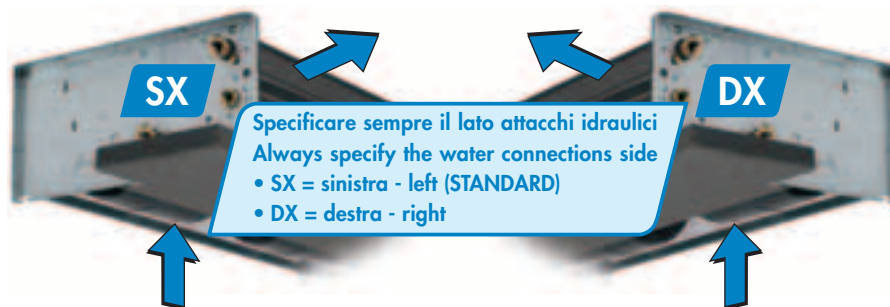 SX
DX
Specificare sempre il lato attacchi idraulici
Always specify the water connections side
• SX = sinistra - left (STANDARD)
• DX = destra - right